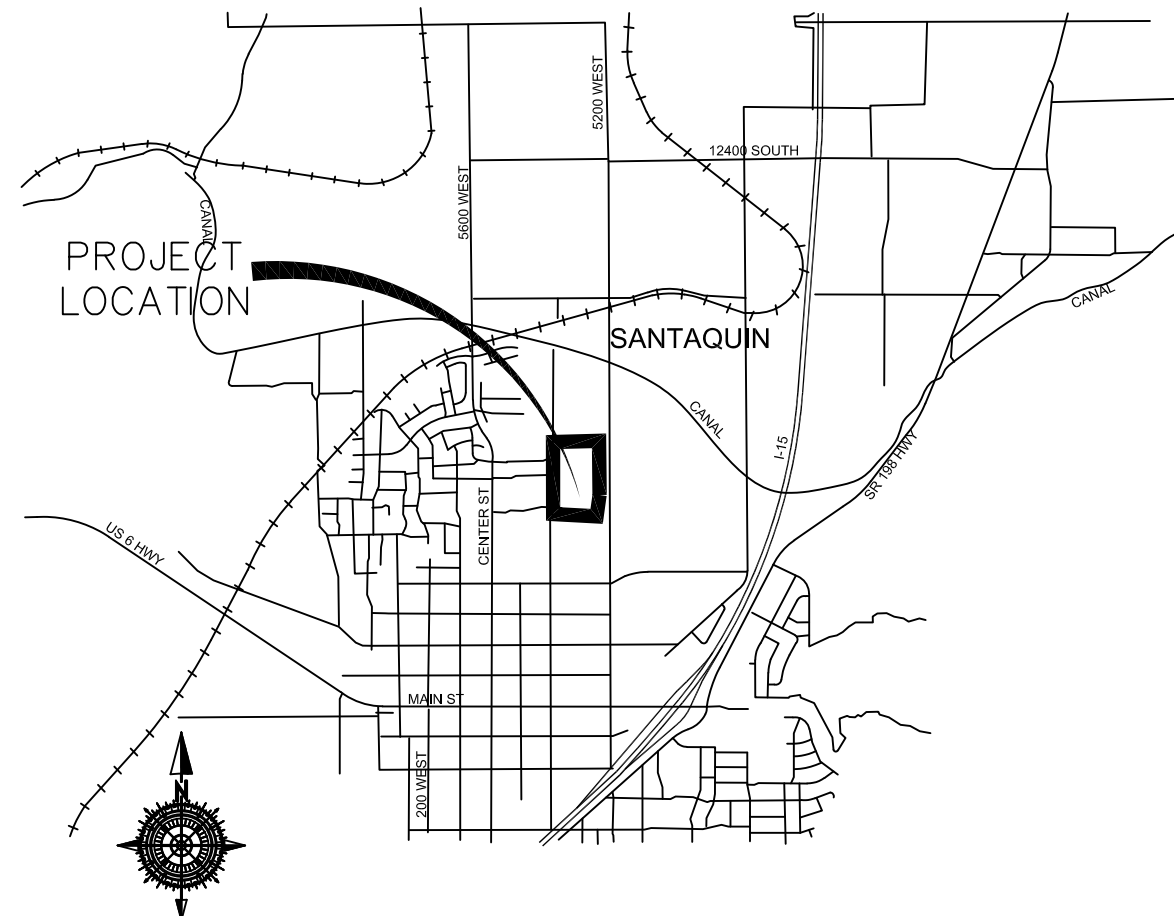 5200 WEST
12400 SOUTH
5600 WEST
CANAL
PROJECT
LOCATION
CANAL
SANTAQUIN
CANAL
I-15
SR 198 HWY
CENTER ST
US 6 HWY
MAIN ST
200 WEST
N